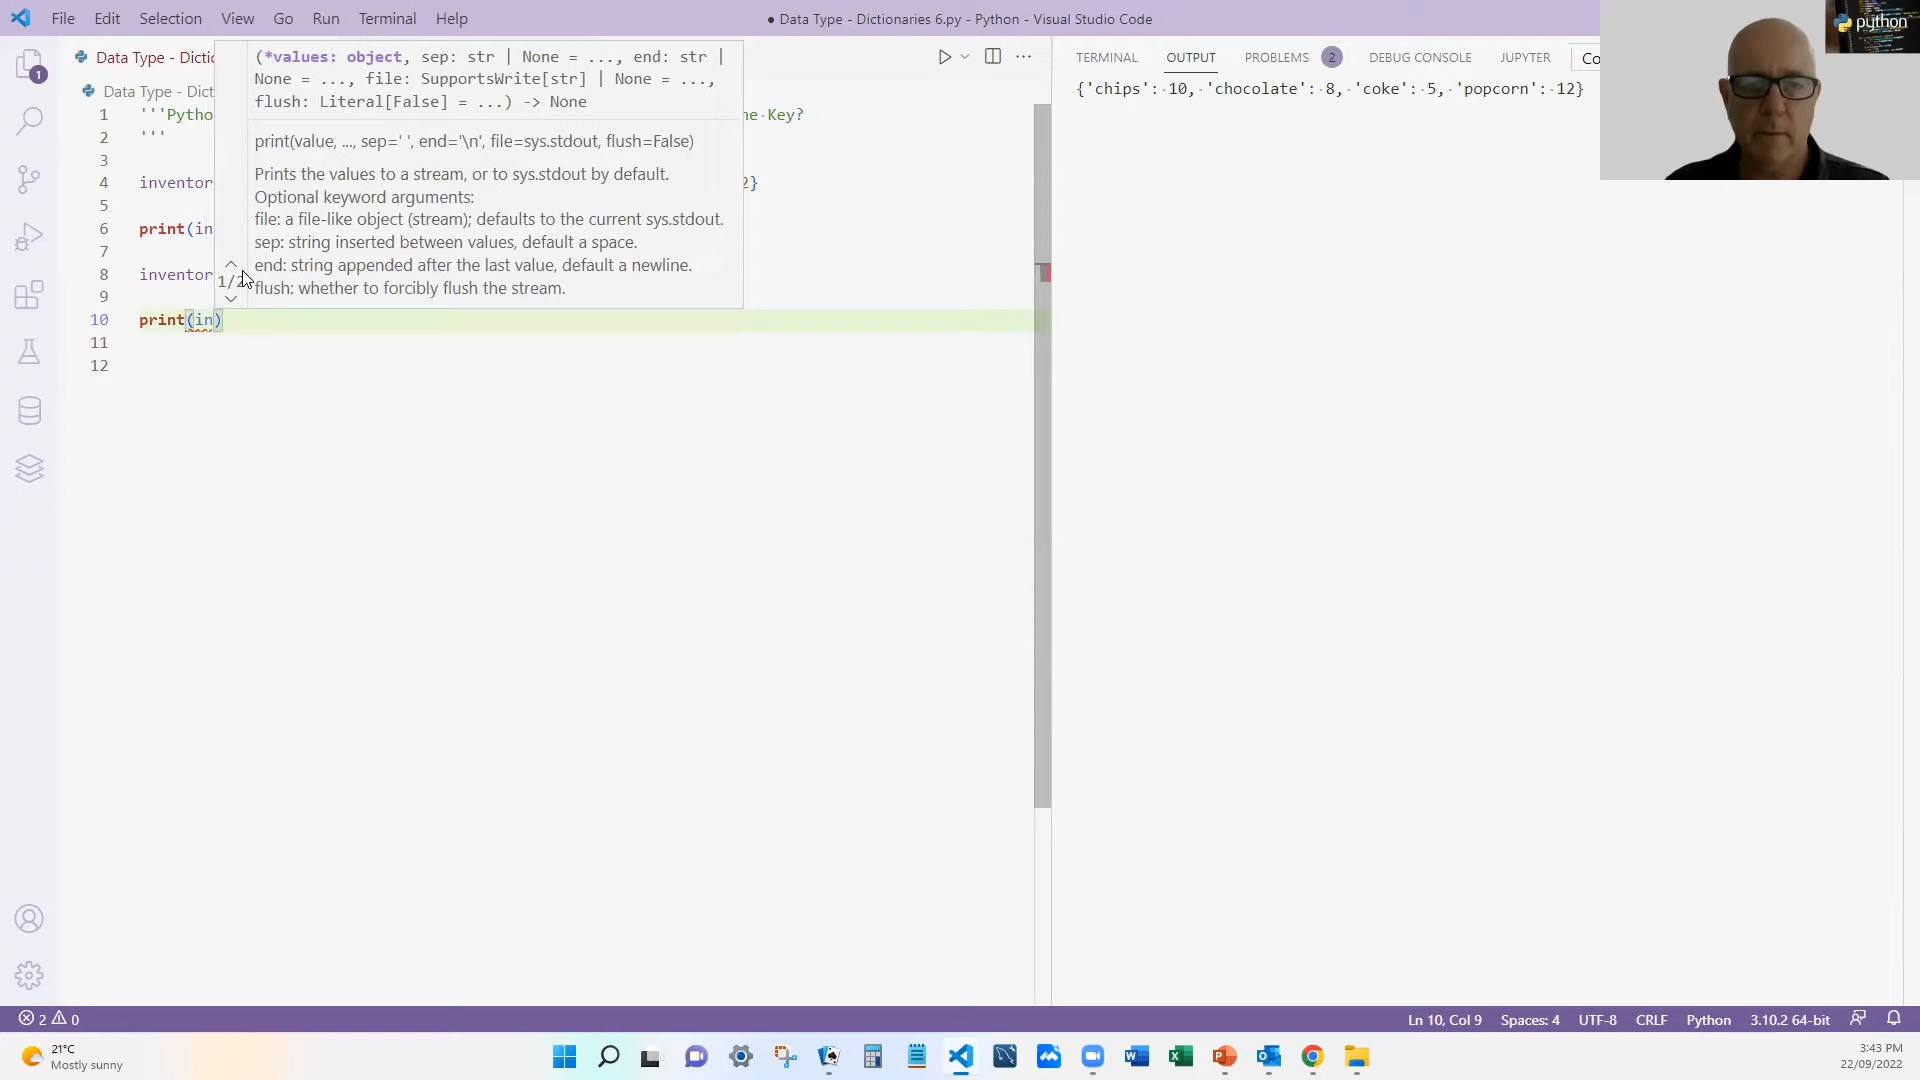 File Edit Selection View Go Run Terminal Help
● Data Type - Dictionaries 6.py - Python - Visual Studio Code
python
Data Type - Dictic
TERMINAL OUTPUT PROBLEMS 2 DEBUG CONSOLE JUPYTER Co
{'chips': 10, 'chocolate': 8, 'coke': 5, 'popcorn': 12}
1
Data Type - Dict
(*values: object, sep: str | None = ..., end: str |
None = ..., file: SupportsWrite[str] | None = ...,
flush: Literal[False] = ...) -> None
print(value, ..., sep=' ', end='\n', file=sys.stdout, flush=False)
Prints the values to a stream, or to sys.stdout by default.
Optional keyword arguments:
file: a file-like object (stream); defaults to the current sys.stdout.
sep: string inserted between values, default a space.
end: string appended after the last value, default a newline.
flush: whether to forcibly flush the stream.
1/2
1 '''Pytho ne Key?
2 '''
3
4 inventor 2}
5
6 print(in
7
8 inventor
9
10 print(in)
11
12
2 0
Ln 10, Col 9 Spaces: 4 UTF-8 CRLF Python 3.10.2 64-bit
21°C
Mostly sunny
3:43 PM
22/09/2022